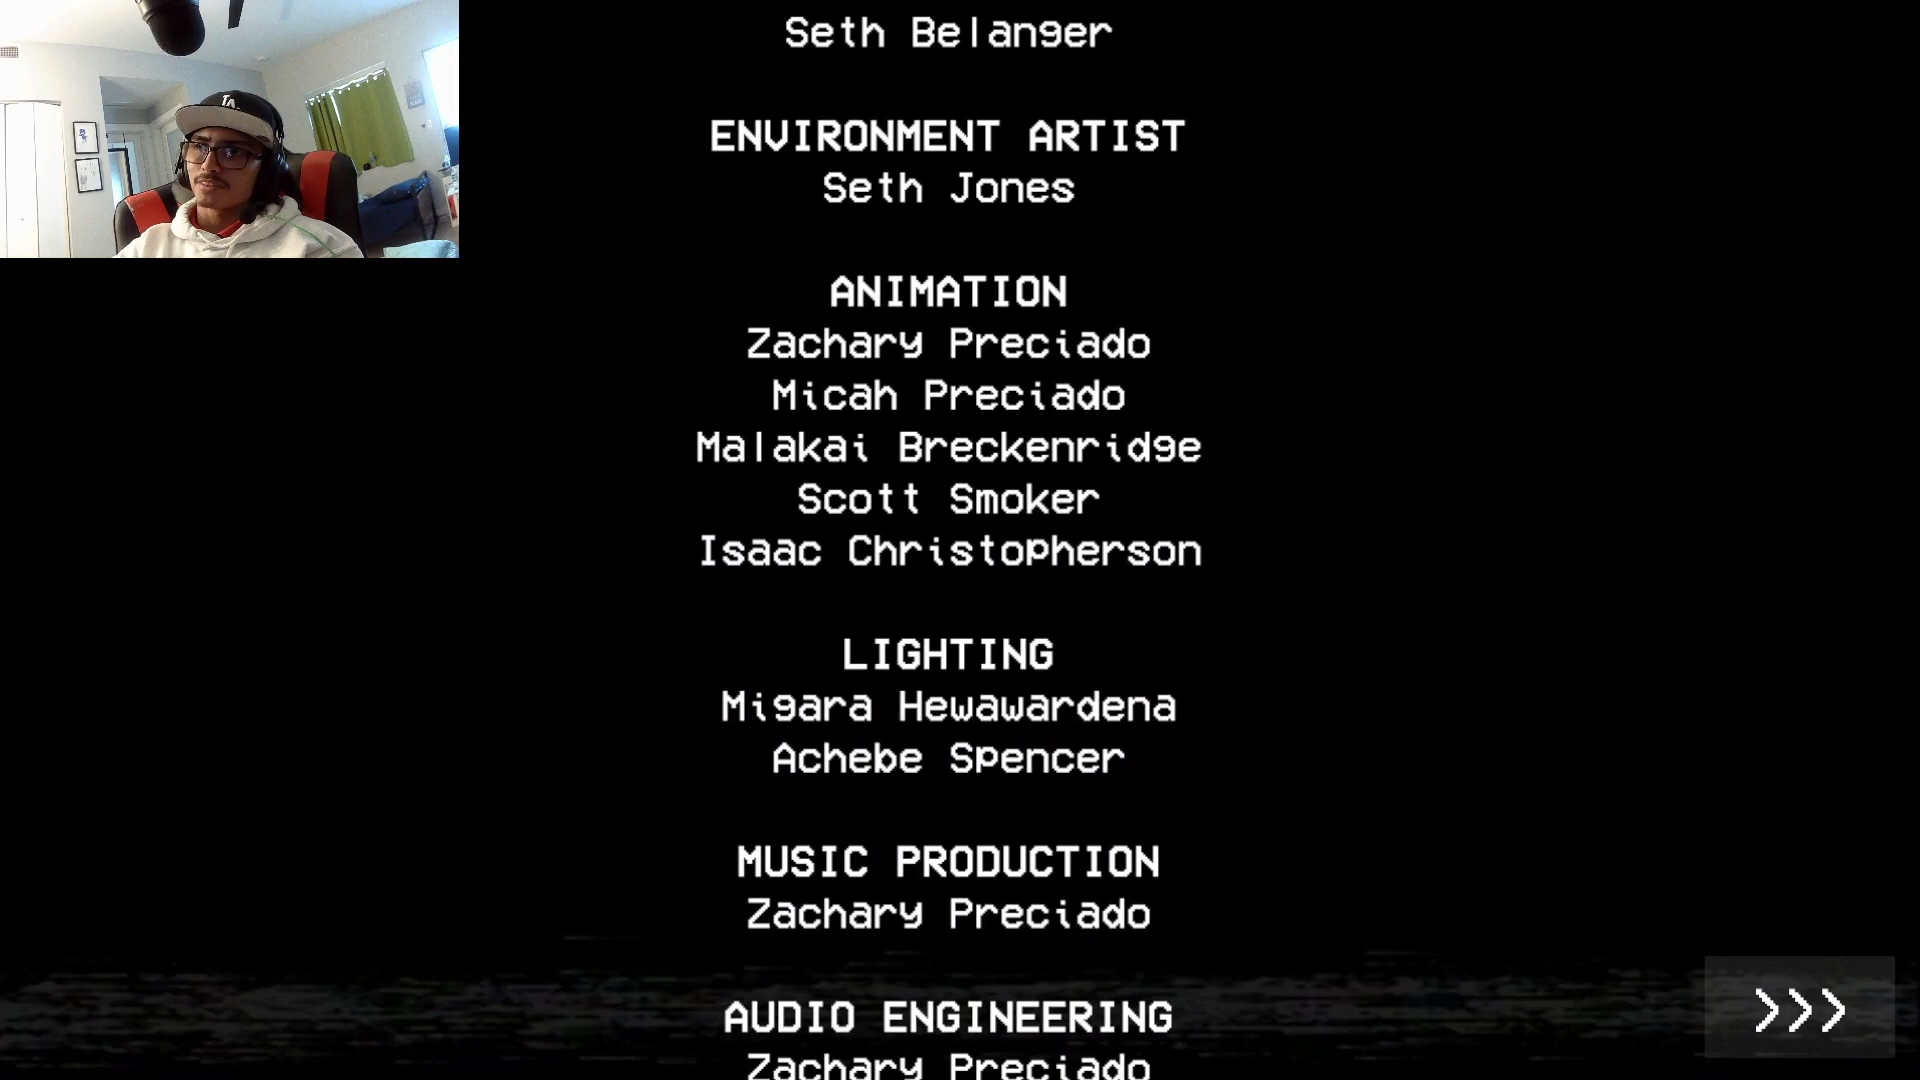 Seth Belanger
ENVIRONMENT ARTIST
Seth Jones
ANIMATION
Zachary Preciado
Micah Preciado
Malakai Breckenridge
Scott Smoker
Isaac Christopherson
LIGHTING
Migara Hewawardena
Achebe Spencer
MUSIC PRODUCTION
Zachary Preciado
AUDIO ENGINEERING
Zachary Preciado
>>>